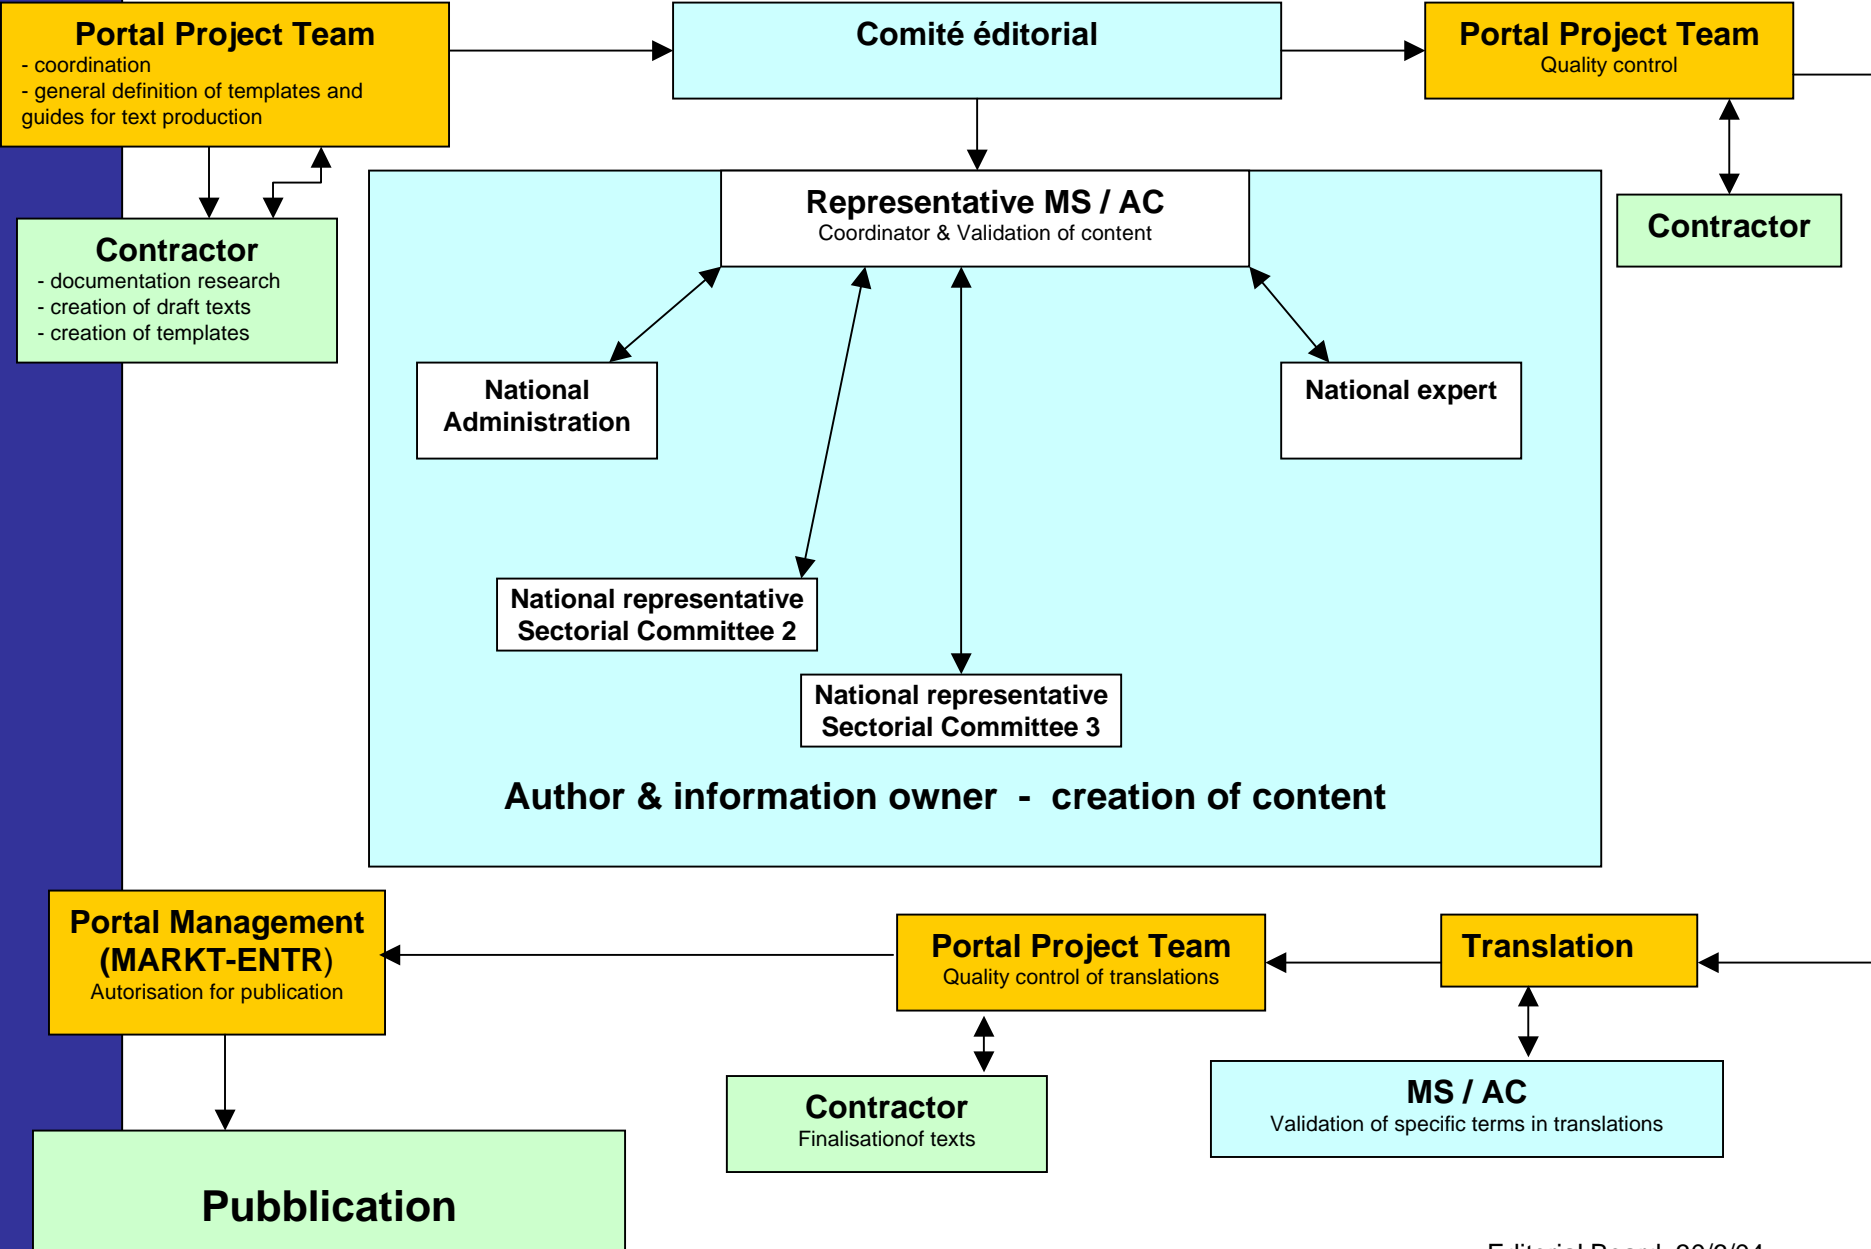 Portal Project Team
- coordination
- general definition of templates and
guides for text production
Comité éditorial
Portal Project Team
Quality control
Contractor
- documentation research
- creation of draft texts
- creation of templates
Representative MS / AC
Coordinator & Validation of content
Contractor
National
Administration
National expert
National representative
Sectorial Committee 2
National representative
Sectorial Committee 3
Author & information owner - creation of content
Portal Management
(MARKT-ENTR)
Autorisation for publication
Portal Project Team
Quality control of translations
Translation
Contractor
Finalisationof texts
MS / AC
Validation of specific terms in translations
Pubblication
Editorial Board